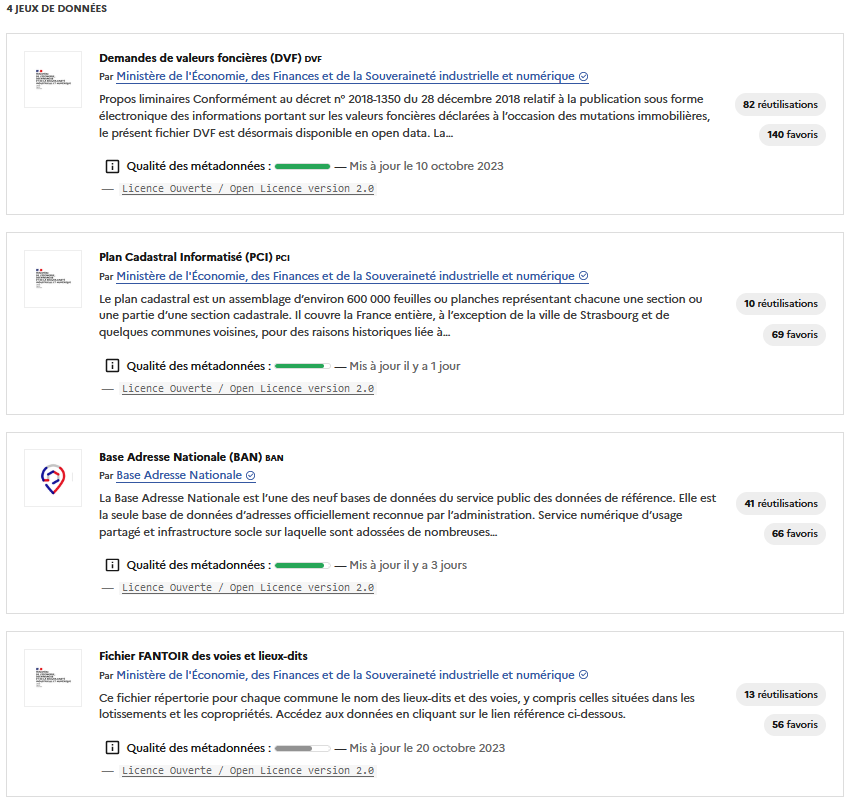 4 JEUX DE DONNÉES
Demandes de valeurs foncières (DVF) DVF
Par Ministère de l'Économie, des Finances et de la Souveraineté industrielle et numérique
Propos liminaires Conformément au décret n° 2018-1350 du 28 décembre 2018 relatif à la publication sous forme
électronique des informations portant sur les valeurs foncières déclarées à l'occasion des mutations immobilières,
le présent fichier DVF est désormais disponible en open data. La…
82 réutilisations
140 favoris
Qualité des métadonnées : — Mis à jour le 10 octobre 2023
— Licence Ouverte / Open Licence version 2.0
Plan Cadastral Informatisé (PCI) PCI
Par Ministère de l'Économie, des Finances et de la Souveraineté industrielle et numérique
Le plan cadastral est un assemblage d'environ 600 000 feuilles ou planches représentant chacune une section ou
une partie d'une section cadastrale. Il couvre la France entière, à l'exception de la ville de Strasbourg et de
quelques communes voisines, pour des raisons historiques liée à…
10 réutilisations
69 favoris
Qualité des métadonnées : — Mis à jour il y a 1 jour
— Licence Ouverte / Open Licence version 2.0
Base Adresse Nationale (BAN) BAN
Par Base Adresse Nationale
La Base Adresse Nationale est l'une des neuf bases de données du service public des données de référence. Elle est
la seule base de données d'adresses officiellement reconnue par l'administration. Service numérique d'usage
partagé et infrastructure socle sur laquelle sont adossées de nombreuses…
41 réutilisations
66 favoris
Qualité des métadonnées : — Mis à jour il y a 3 jours
— Licence Ouverte / Open Licence version 2.0
Fichier FANTOIR des voies et lieux-dits
Par Ministère de l'Économie, des Finances et de la Souveraineté industrielle et numérique
Ce fichier répertorie pour chaque commune le nom des lieux-dits et des voies, y compris celles situées dans les
lotissements et les copropriétés. Accédez aux données en cliquant sur le lien référence ci-dessous.
13 réutilisations
56 favoris
Qualité des métadonnées : — Mis à jour le 20 octobre 2023
— Licence Ouverte / Open Licence version 2.0